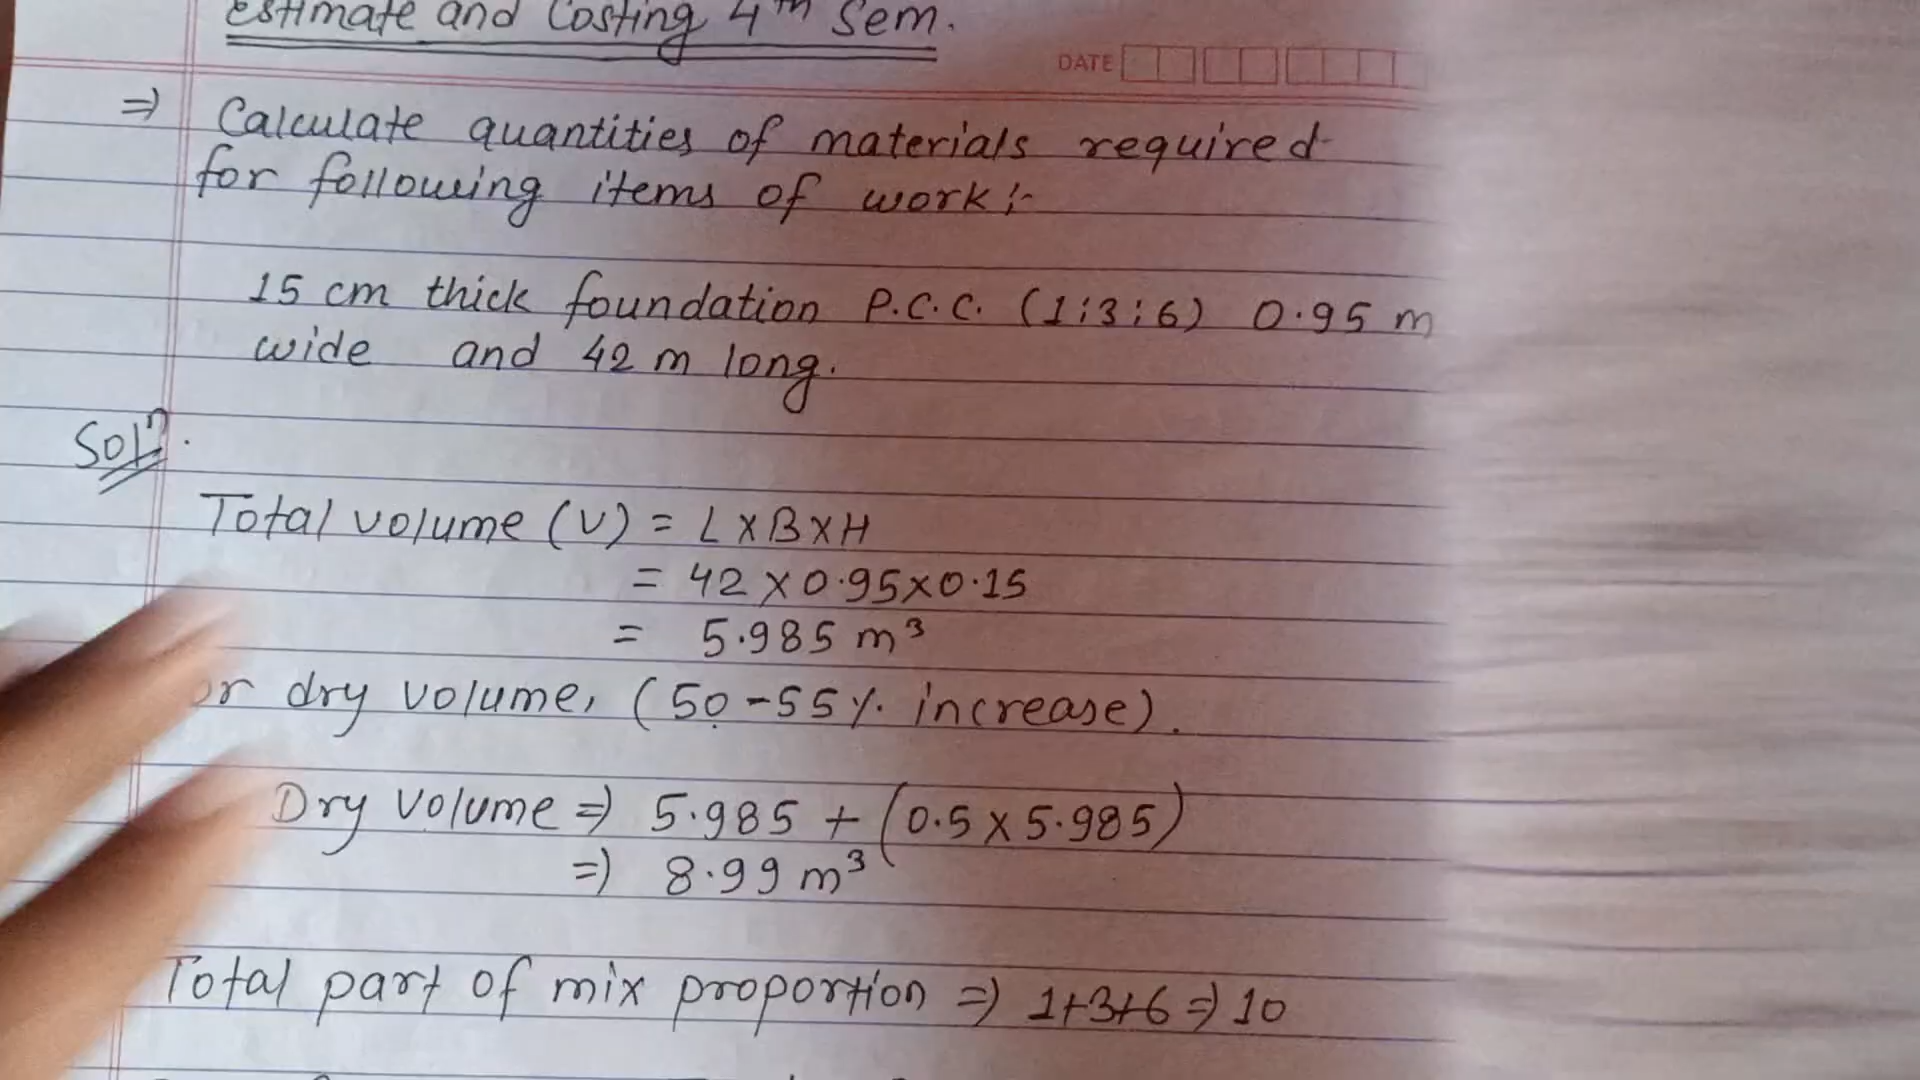 Estimate and Costing 4th Sem.
DATE
⇒ Calculate quantities of materials required
for following items of work :-
15 cm thick foundation P.C.C. (1:3:6) 0.95 m
wide and 42 m long.
Solⁿ.
Total volume (V) = L X B X H
= 42 X 0.95 X 0.15
= 5.985 m³
or dry volume, (50-55% increase).
Dry volume ⇒ 5.985 + (0.5 X 5.985)
⇒ 8.99 m³
Total part of mix proportion ⇒ 1+3+6 ⇒ 10